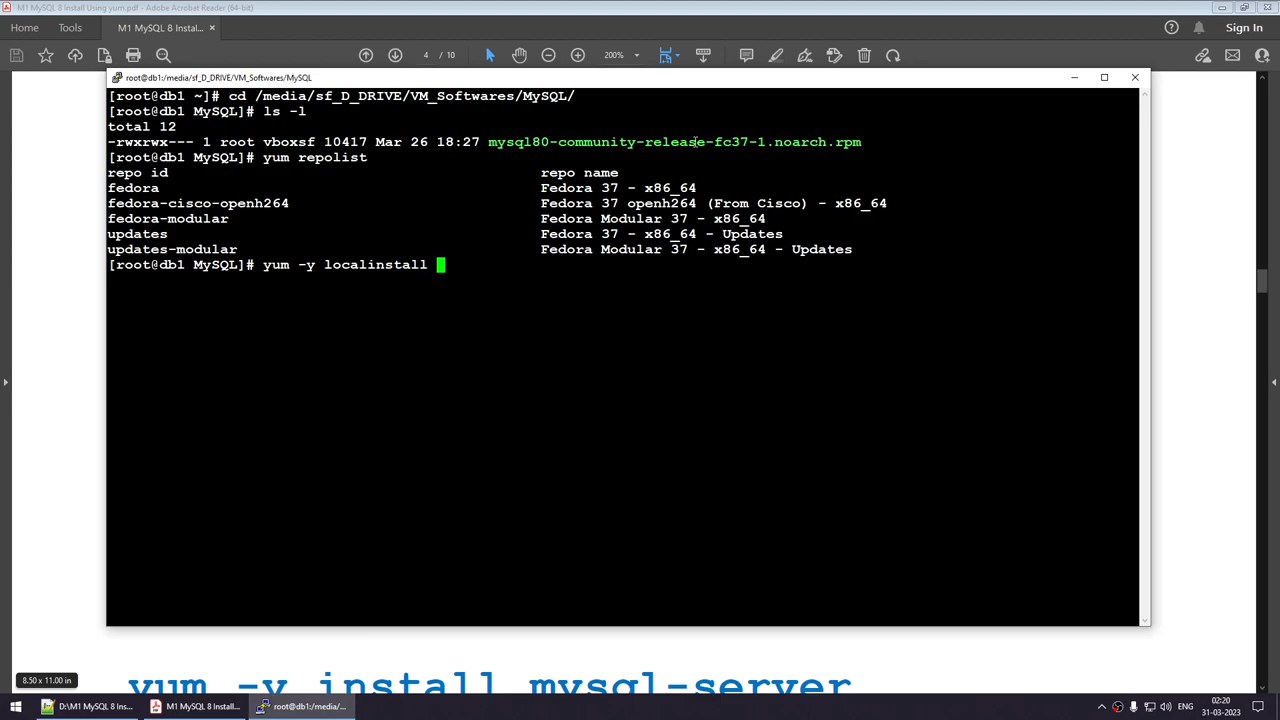 M1 MySQL 8 Install Using yum.pdf - Adobe Acrobat Reader (64-bit)
Home
Tools
M1 MySQL 8 Install...
Sign In
4 / 10
200%
root@db1:/media/sf_D_DRIVE/VM_Softwares/MySQL
[root@db1 ~]# cd /media/sf_D_DRIVE/VM_Softwares/MySQL/
[root@db1 MySQL]# ls -l
total 12
-rwxrwx--- 1 root vboxsf 10417 Mar 26 18:27 mysql80-community-release-fc37-1.noarch.rpm
[root@db1 MySQL]# yum repolist
repo id repo name
fedora Fedora 37 - x86_64
fedora-cisco-openh264 Fedora 37 openh264 (From Cisco) - x86_64
fedora-modular Fedora Modular 37 - x86_64
updates Fedora 37 - x86_64 - Updates
updates-modular Fedora Modular 37 - x86_64 - Updates
[root@db1 MySQL]# yum -y localinstall
8.50 x 11.00 in
yum -y install mysql-server
D:\M1 MySQL 8 Ins...
M1 MySQL 8 Install...
root@db1:/media/...
ENG
02:20
31-03-2023